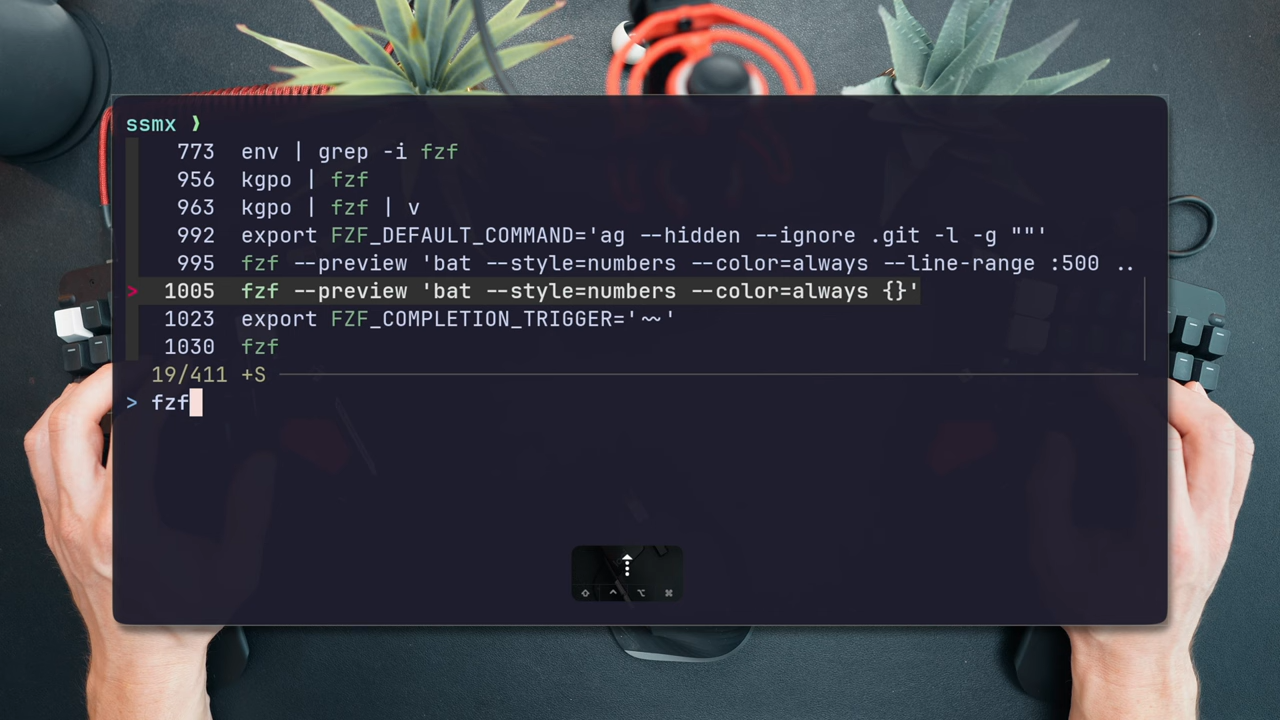 ssmx ❯
773 env | grep -i fzf
956 kgpo | fzf
963 kgpo | fzf | v
992 export FZF_DEFAULT_COMMAND='ag --hidden --ignore .git -l -g ""'
995 fzf --preview 'bat --style=numbers --color=always --line-range :500 ..
> 1005 fzf --preview 'bat --style=numbers --color=always {}'
1023 export FZF_COMPLETION_TRIGGER='~~'
1030 fzf
19/411 +S
> fzf